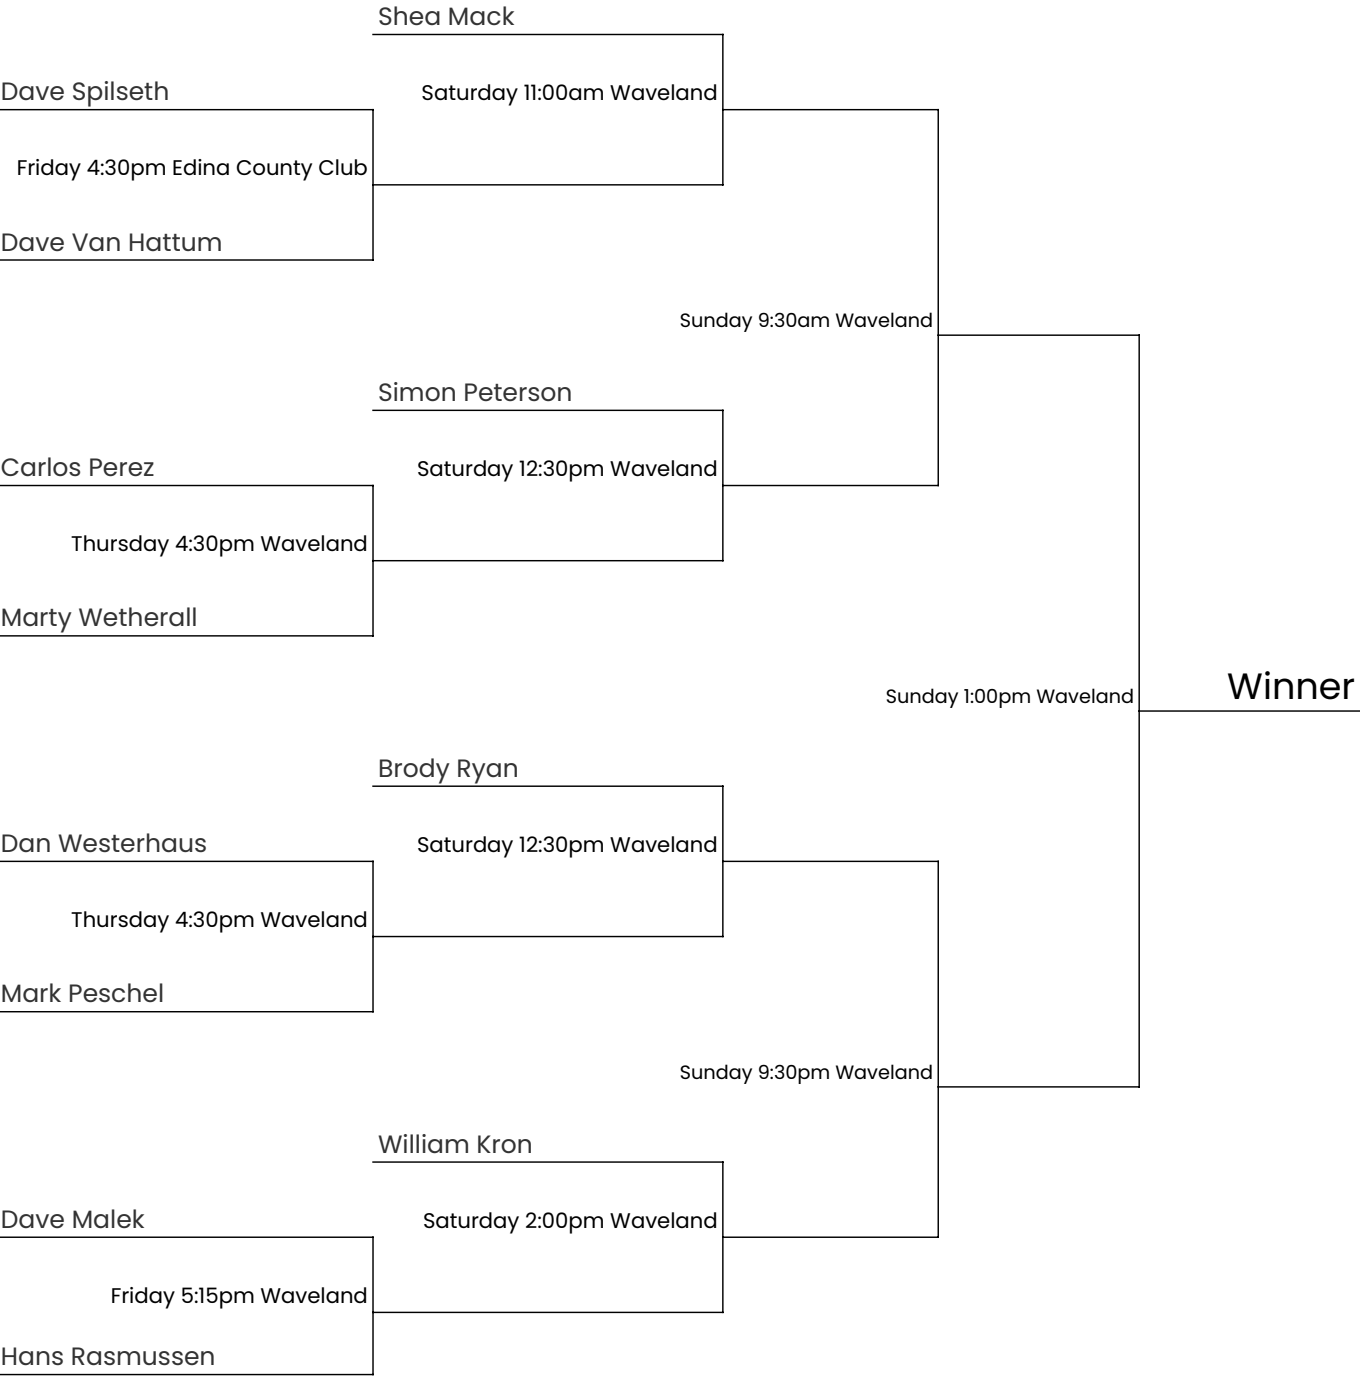 Shea Mack
Dave Spilseth
Saturday 11:00am Waveland
Friday 4:30pm Edina County Club
Dave Van Hattum
Sunday 9:30am Waveland
Simon Peterson
Carlos Perez
Saturday 12:30pm Waveland
Thursday 4:30pm Waveland
Marty Wetherall
Winner
Sunday 1:00pm Waveland
Brody Ryan
Dan Westerhaus
Saturday 12:30pm Waveland
Thursday 4:30pm Waveland
Mark Peschel
Sunday 9:30pm Waveland
William Kron
Dave Malek
Saturday 2:00pm Waveland
Friday 5:15pm Waveland
Hans Rasmussen